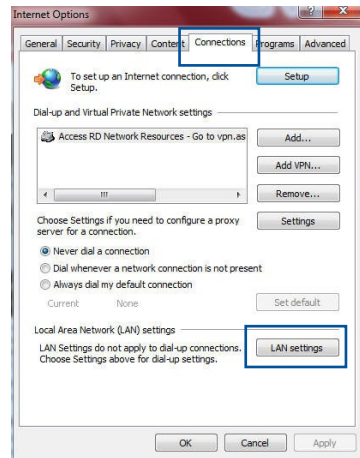 Internet Options
General Security Privacy Content Connections Programs Advanced
To set up an Internet connection, click
Setup.
Setup
Dial-up and Virtual Private Network settings
Access RD Network Resources - Go to vpn.as
Add...
Add VPN...
Remove...
Choose Settings if you need to configure a proxy
server for a connection.
Settings
Never dial a connection
Dial whenever a network connection is not present
Always dial my default connection
Current None
Set default
Local Area Network (LAN) settings
LAN Settings do not apply to dial-up connections.
Choose Settings above for dial-up settings.
LAN settings
OK Cancel Apply